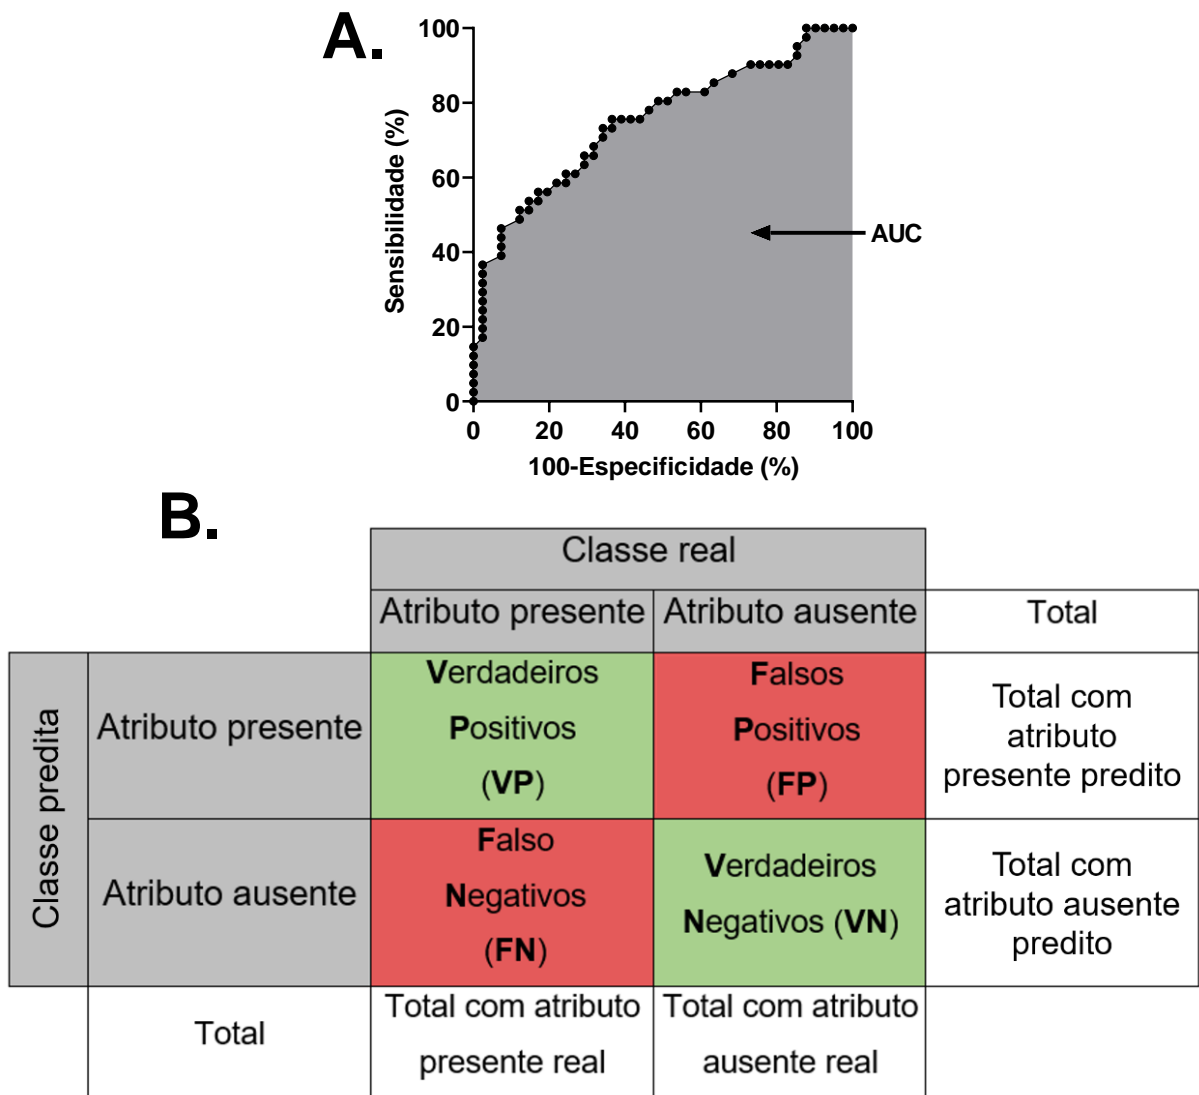 A.
100
80
60
40
20
0
Sensibilidade (%)
AUC
0 20 40 60 80 100
100-Especificidade (%)
B.
Classe real
Atributo presente
Atributo ausente
Total
Classe predita
Atributo presente
Verdadeiros
Positivos
(VP)
Falsos
Positivos
(FP)
Total com
atributo
presente predito
Atributo ausente
Falso
Negativos
(FN)
Verdadeiros
Negativos (VN)
Total com
atributo ausente
predito
Total
Total com atributo
presente real
Total com atributo
ausente real